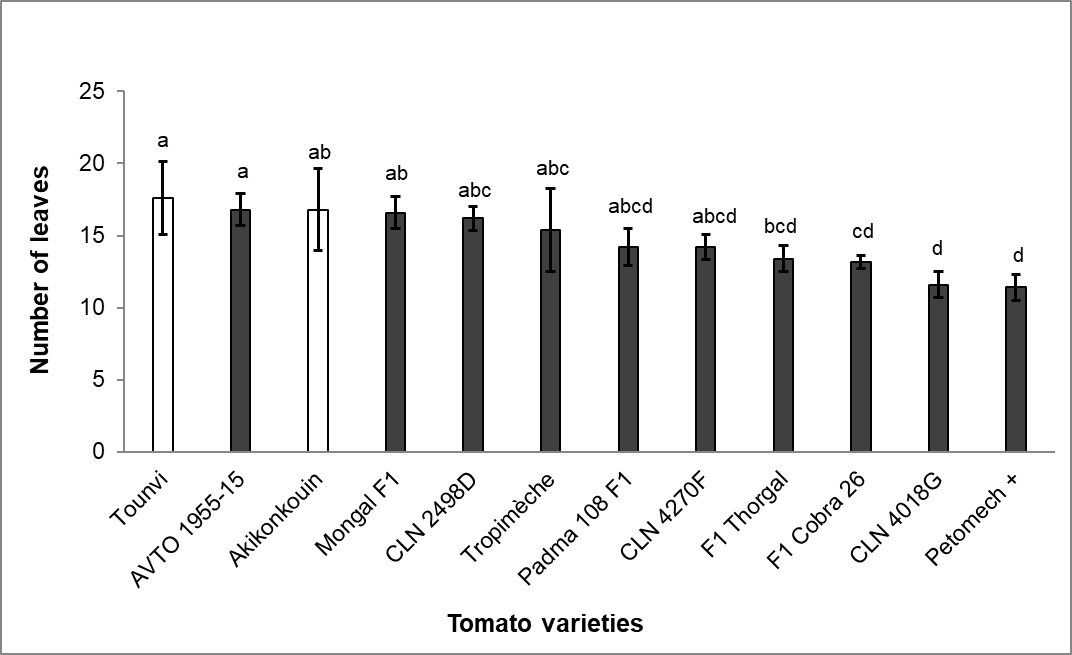 Number of leaves
25
20
15
10
5
0
a
a
ab
ab
abc
abc
abcd
abcd
bcd
cd
d
d
Tounvi
AVTO 1955-15
Akikonkouin
Mongal F1
CLN 2498D
Tropimèche
Padma 108 F1
CLN 4270F
F1 Thorgal
F1 Cobra 26
CLN 4018G
Petomech +
Tomato varieties